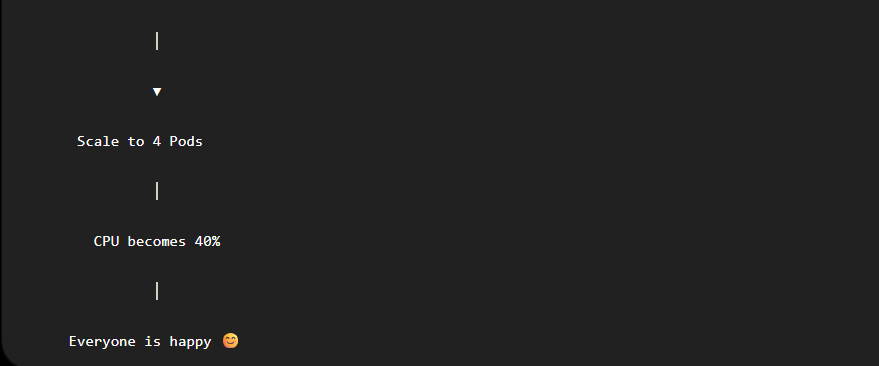 |
▼
Scale to 4 Pods
|
CPU becomes 40%
|
Everyone is happy 😊